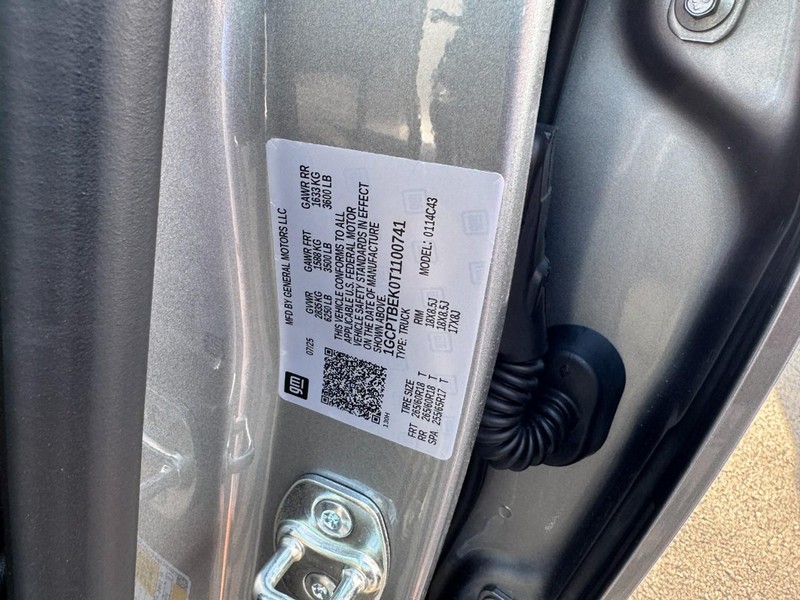 MFD BY GENERAL MOTORS LLC
07/25 GVWR GAWR FRT GAWR RR
2835 KG 1588 KG 1633 KG
6250 LB 3500 LB 3600 LB
THIS VEHICLE CONFORMS TO ALL
APPLICABLE U.S. FEDERAL MOTOR
VEHICLE SAFETY STANDARDS IN EFFECT
ON THE DATE OF MANUFACTURE
SHOWN ABOVE.
1GCPTBEK0T1100741
TYPE: TRUCK MODEL: 0114C43
gm
130H
TIRE SIZE RIM
FRT 265/60R18 T 18X8.5J
RR 265/60R18 T 18X8.5J
SPA 255/65R17 T 17X8J